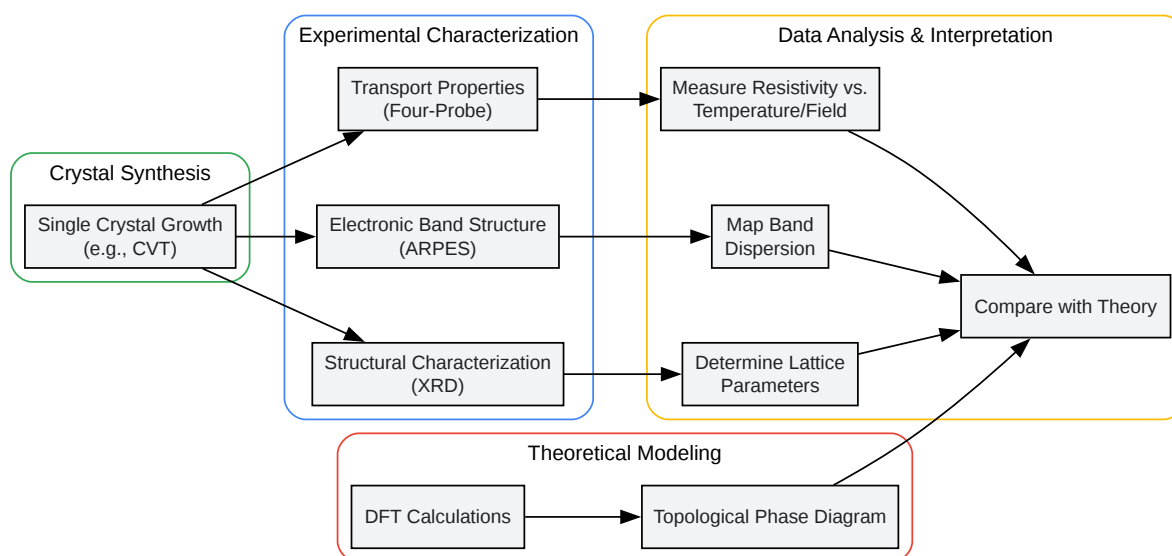 Experimental Characterization
Data Analysis & Interpretation
Transport Properties
(Four-Probe)
Measure Resistivity vs.
Temperature/Field
Crystal Synthesis
Single Crystal Growth
(e.g., CVT)
Electronic Band Structure
(ARPES)
Map Band
Dispersion
Compare with Theory
Structural Characterization
(XRD)
Determine Lattice
Parameters
Theoretical Modeling
DFT Calculations
Topological Phase Diagram